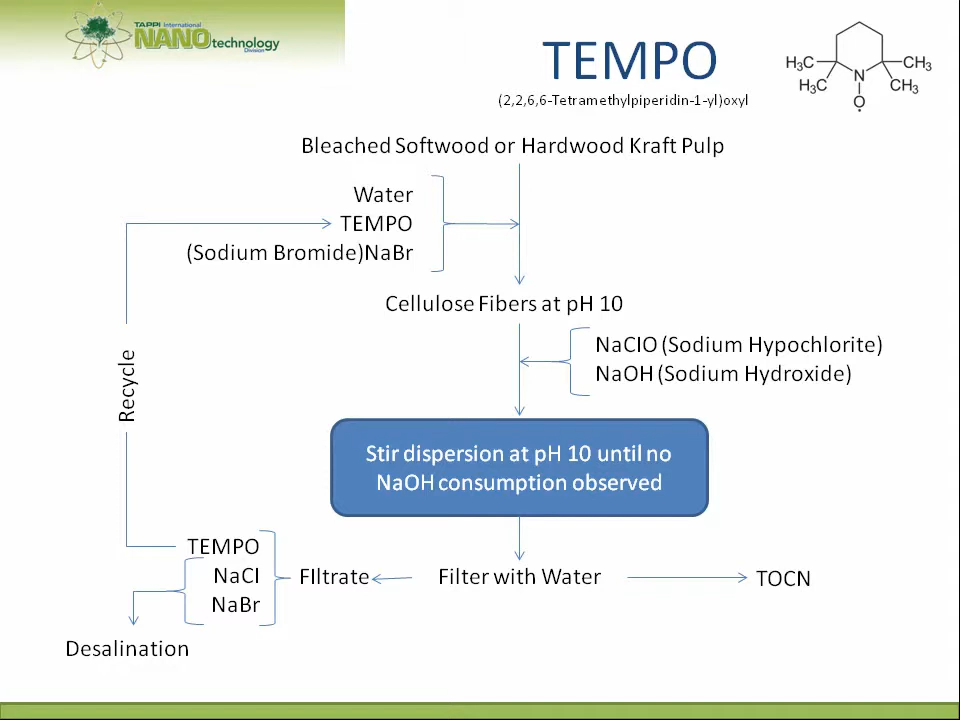 TAPPI International
NANOtechnology
Division
TEMPO
(2,2,6,6-Tetramethylpiperidin-1-yl)oxyl
H₃C
H₃C
N
O
CH₃
CH₃
Bleached Softwood or Hardwood Kraft Pulp
Water
TEMPO
(Sodium Bromide)NaBr
Cellulose Fibers at pH 10
NaClO (Sodium Hypochlorite)
NaOH (Sodium Hydroxide)
Recycle
Stir dispersion at pH 10 until no
NaOH consumption observed
TEMPO
NaCl
NaBr
FIltrate
Filter with Water
TOCN
Desalination